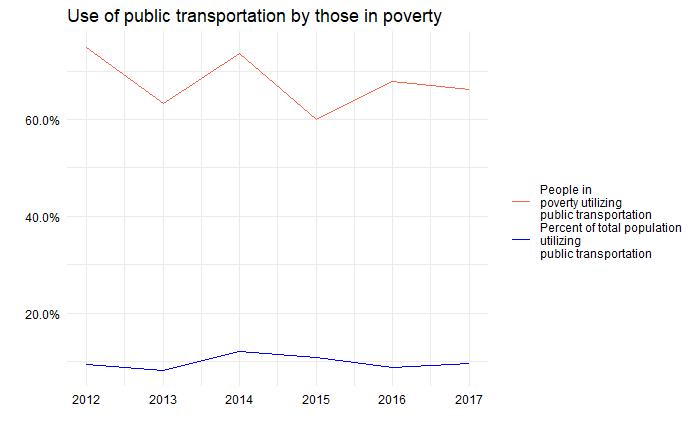 Use of public transportation by those in poverty
60.0%
40.0%
20.0%
2012 2013 2014 2015 2016 2017
People in
poverty utilizing
public transportation
Percent of total population
utilizing
public transportation